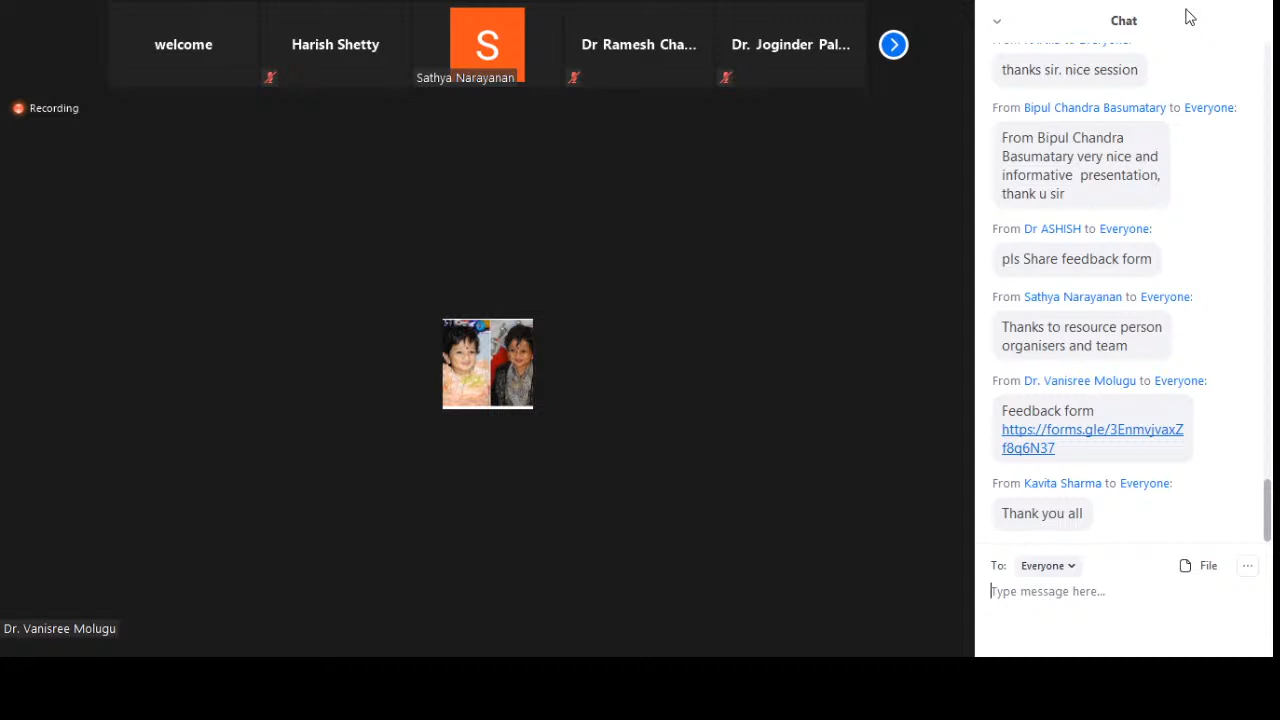 welcome
Harish Shetty
S
Sathya Narayanan
Dr Ramesh Cha...
Dr. Joginder Pal...
Recording
Dr. Vanisree Molugu
Chat
thanks sir. nice session
From Bipul Chandra Basumatary to Everyone:
From Bipul Chandra
Basumatary very nice and
informative presentation,
thank u sir
From Dr ASHISH to Everyone:
pls Share feedback form
From Sathya Narayanan to Everyone:
Thanks to resource person
organisers and team
From Dr. Vanisree Molugu to Everyone:
Feedback form
https://forms.gle/3EnmvjvaxZ
f8q6N37
From Kavita Sharma to Everyone:
Thank you all
To: Everyone
File
Type message here...